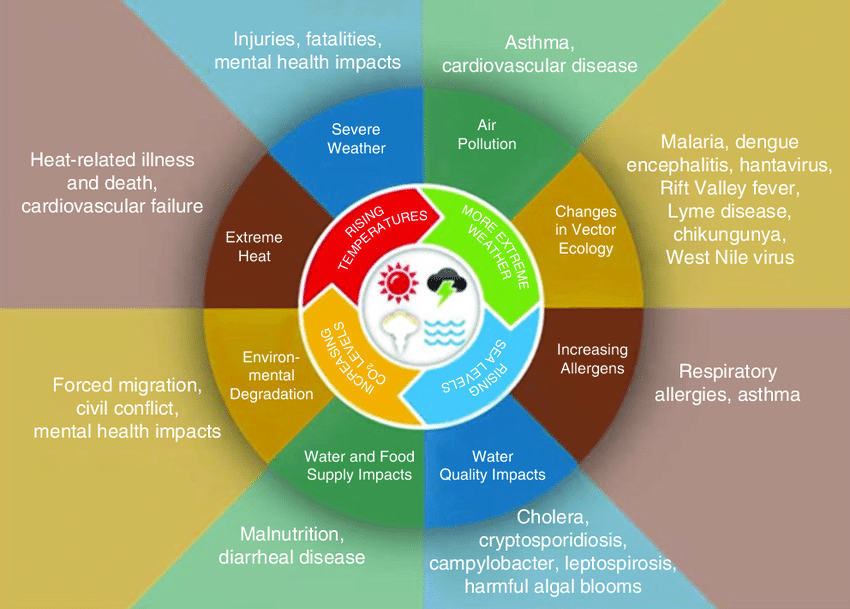 Injuries, fatalities,
mental health impacts
Asthma,
cardiovascular disease
Severe
Weather
Air
Pollution
Heat-related illness
and death,
cardiovascular failure
Malaria, dengue
encephalitis, hantavirus,
Rift Valley fever,
Lyme disease,
chikungunya,
West Nile virus
Extreme
Heat
RISING
TEMPERATURES
MORE EXTREME
WEATHER
Changes
in Vector
Ecology
Environ-
mental
Degradation
INCREASING
CO₂ LEVELS
RISING
SEA LEVELS
Increasing
Allergens
Forced migration,
civil conflict,
mental health impacts
Respiratory
allergies, asthma
Water and Food
Supply Impacts
Water
Quality Impacts
Malnutrition,
diarrheal disease
Cholera,
cryptosporidiosis,
campylobacter, leptospirosis,
harmful algal blooms